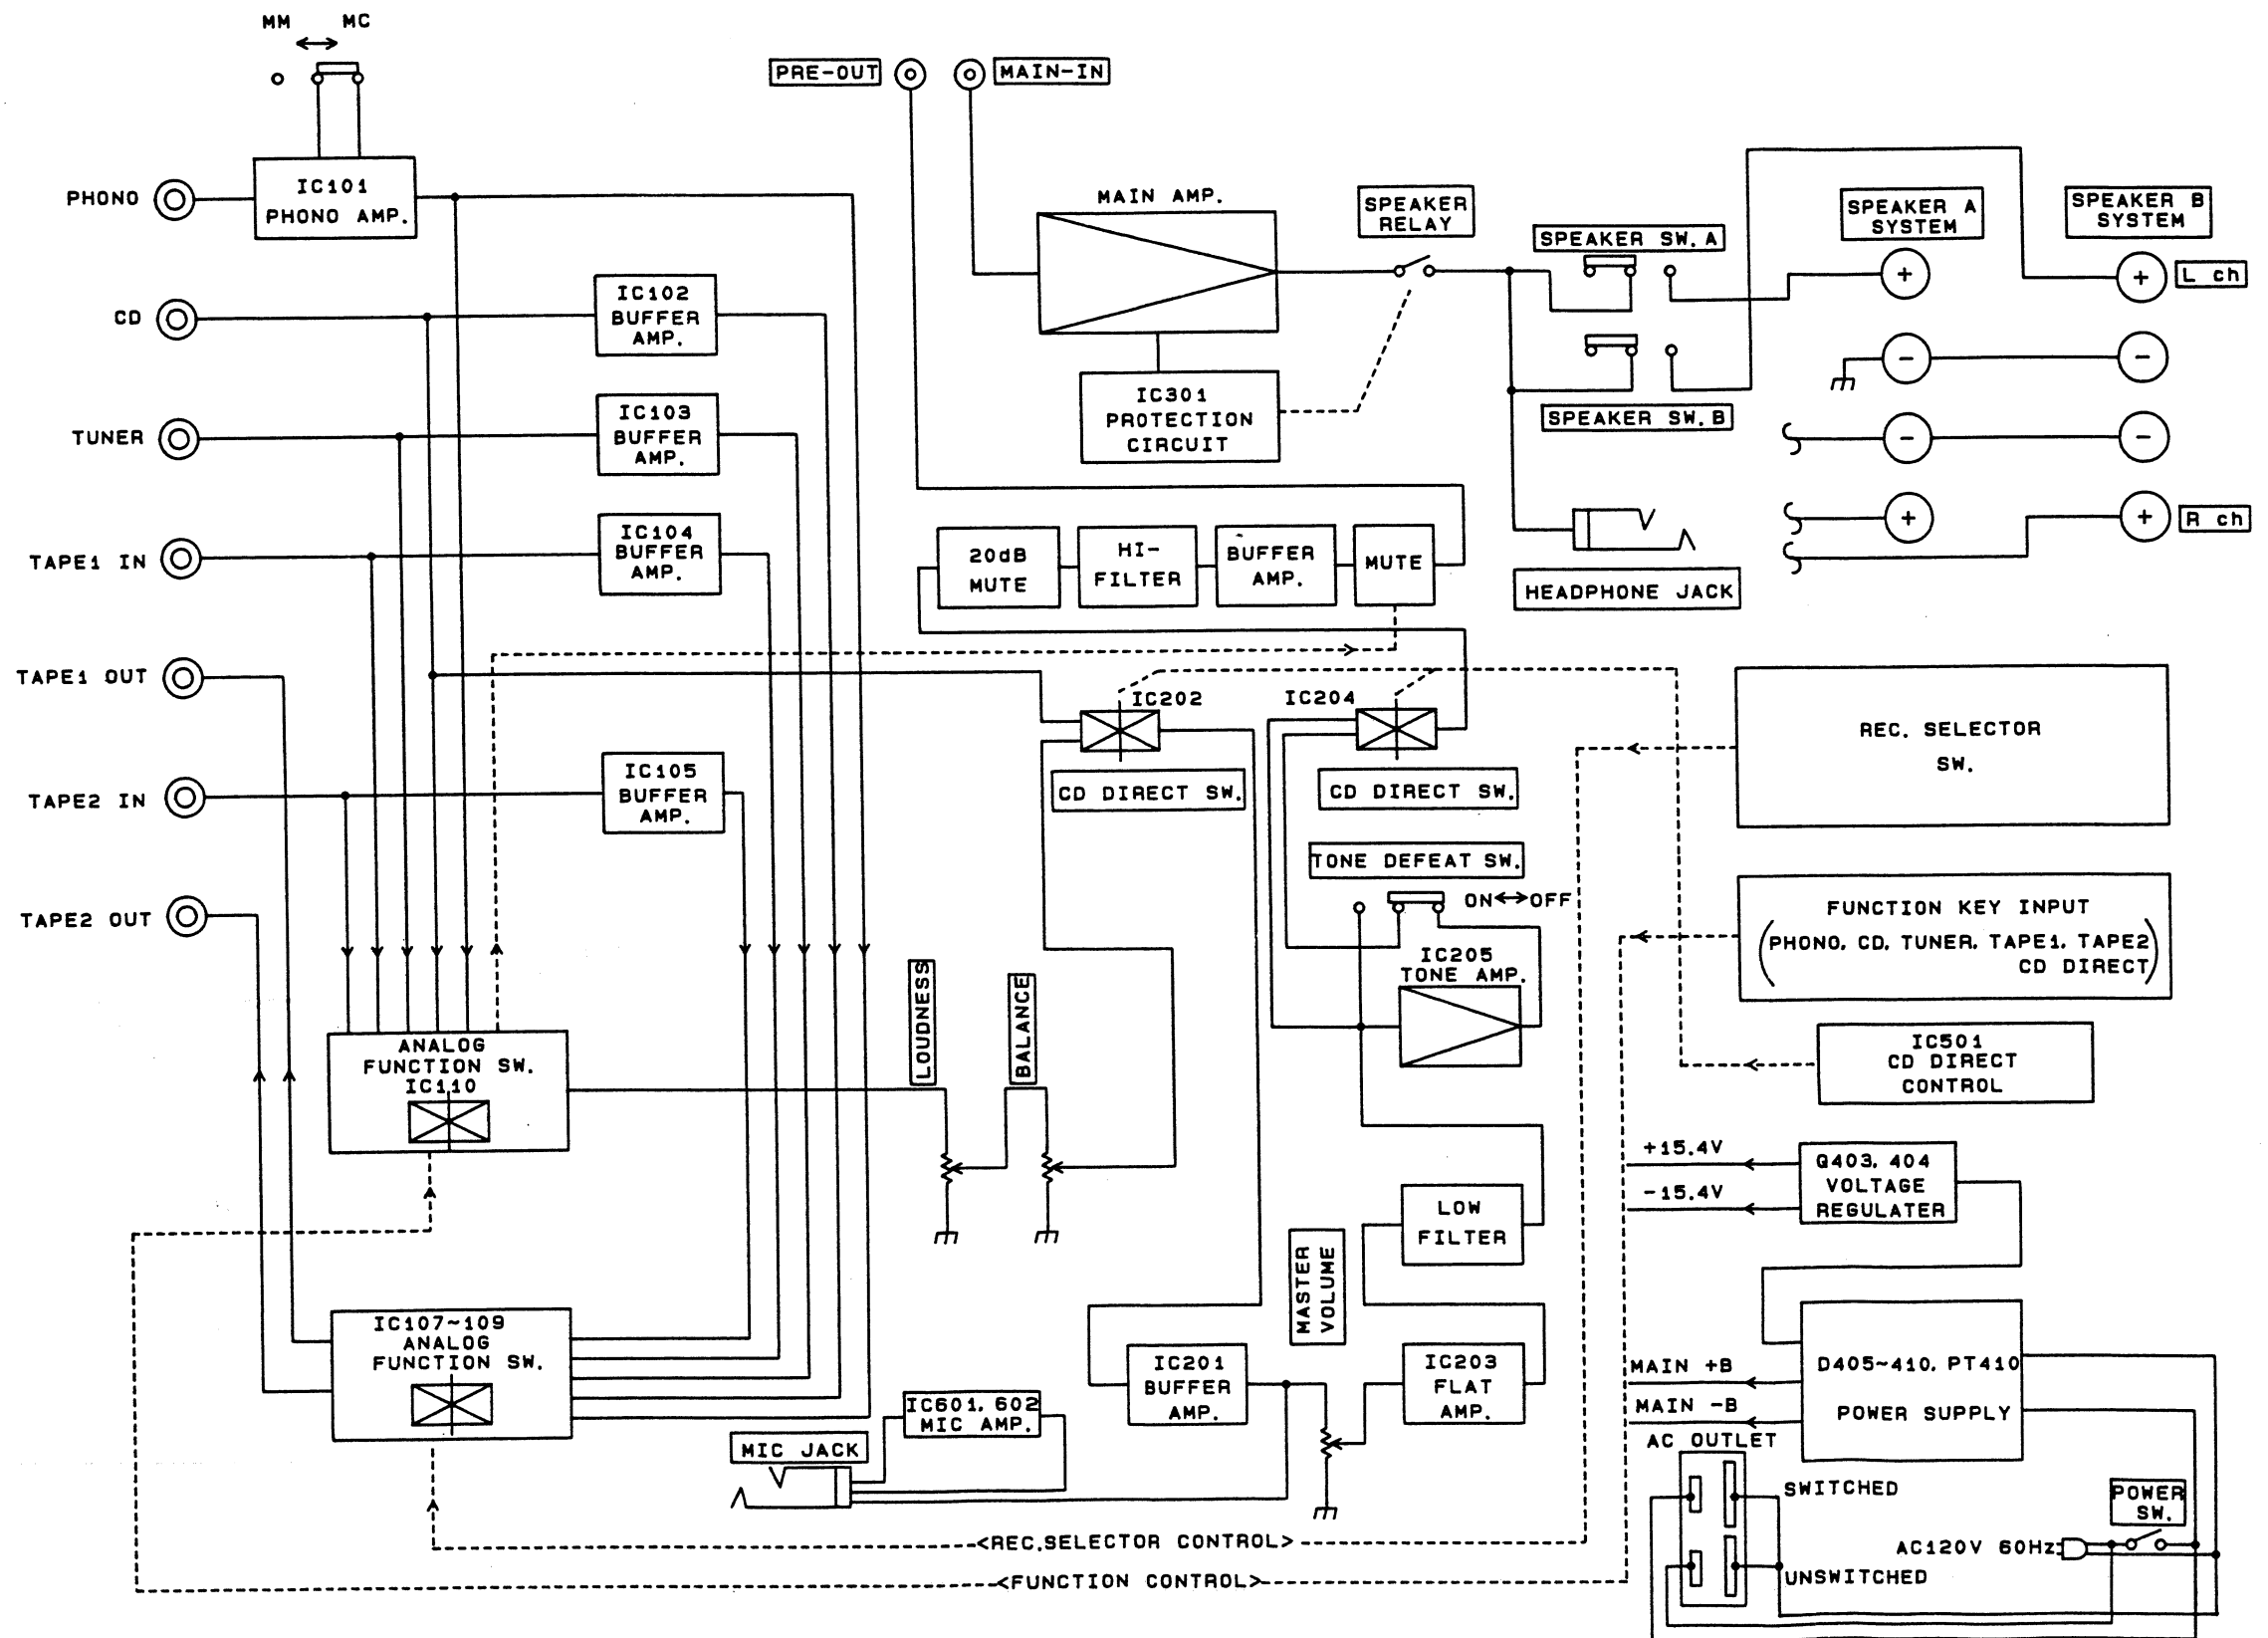 MM MC
PRE-OUT
MAIN-IN
PHONO
IC101
PHONO AMP.
MAIN AMP.
SPEAKER
RELAY
SPEAKER SW. A
SPEAKER A
SYSTEM
SPEAKER B
SYSTEM
+
+
L ch
CD
IC102
BUFFER
AMP.
IC301
PROTECTION
CIRCUIT
-
-
SPEAKER SW. B
TUNER
IC103
BUFFER
AMP.
-
-
TAPE1 IN
IC104
BUFFER
AMP.
20dB
MUTE
HI-
FILTER
BUFFER
AMP.
MUTE
+
+
R ch
HEADPHONE JACK
TAPE1 OUT
IC202
IC204
CD DIRECT SW.
CD DIRECT SW.
REC. SELECTOR
SW.
TAPE2 IN
IC105
BUFFER
AMP.
TONE DEFEAT SW.
ON↔OFF
TAPE2 OUT
IC205
TONE AMP.
FUNCTION KEY INPUT
(PHONO, CD, TUNER, TAPE1, TAPE2
CD DIRECT)
LOUDNESS
BALANCE
ANALOG
FUNCTION SW.
IC110
IC501
CD DIRECT
CONTROL
+15.4V
-15.4V
Q403, 404
VOLTAGE
REGULATER
LOW
FILTER
MASTER
VOLUME
IC107~109
ANALOG
FUNCTION SW.
IC201
BUFFER
AMP.
IC203
FLAT
AMP.
MAIN +B
MAIN -B
D405~410, PT410
POWER SUPPLY
IC601, 602
MIC AMP.
MIC JACK
AC OUTLET
SWITCHED
POWER
SW.
<REC.SELECTOR CONTROL>
AC120V 60Hz
<FUNCTION CONTROL>
UNSWITCHED